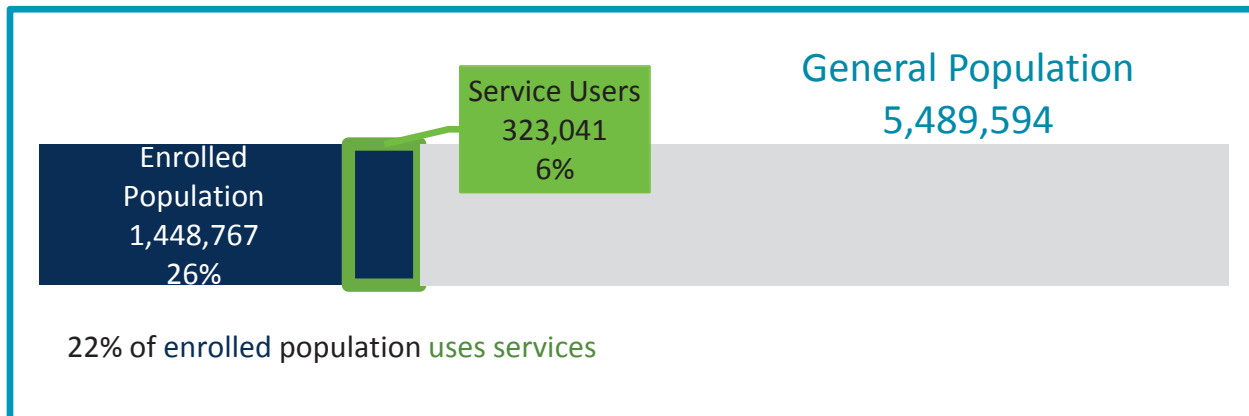 General Population
5,489,594
Service Users
323,041
6%
Enrolled
Population
1,448,767
26%
22% of enrolled population uses services